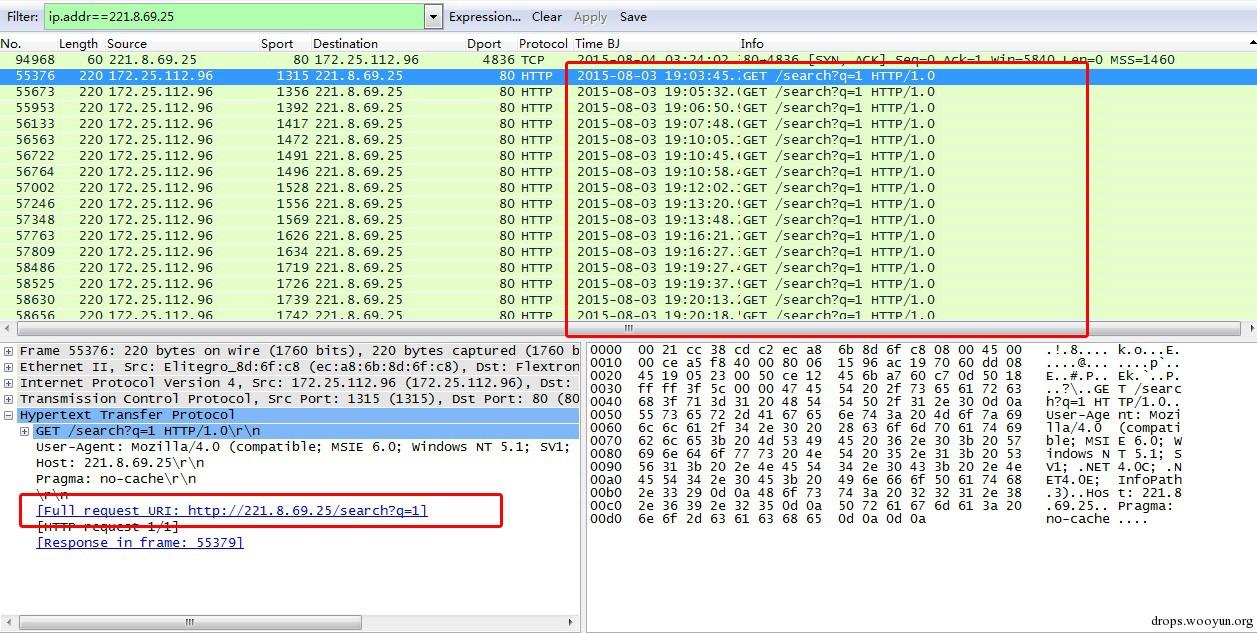 Filter: ip.addr==221.8.69.25 Expression... Clear Apply Save
No. Length Source Sport Destination Dport Protocol Time BJ Info
94968 60 221.8.69.25 80 172.25.112.96 4836 TCP 2015-08-04 03:24:02. 80→4836 [SYN, ACK] Seq=0 Ack=1 Win=5840 Len=0 MSS=1460
55376 220 172.25.112.96 1315 221.8.69.25 80 HTTP 2015-08-03 19:03:45. GET /search?q=1 HTTP/1.0
55673 220 172.25.112.96 1356 221.8.69.25 80 HTTP 2015-08-03 19:05:32. GET /search?q=1 HTTP/1.0
55953 220 172.25.112.96 1392 221.8.69.25 80 HTTP 2015-08-03 19:06:50. GET /search?q=1 HTTP/1.0
56133 220 172.25.112.96 1417 221.8.69.25 80 HTTP 2015-08-03 19:07:48. GET /search?q=1 HTTP/1.0
56563 220 172.25.112.96 1472 221.8.69.25 80 HTTP 2015-08-03 19:10:05. GET /search?q=1 HTTP/1.0
56722 220 172.25.112.96 1491 221.8.69.25 80 HTTP 2015-08-03 19:10:45. GET /search?q=1 HTTP/1.0
56764 220 172.25.112.96 1496 221.8.69.25 80 HTTP 2015-08-03 19:10:58. GET /search?q=1 HTTP/1.0
57002 220 172.25.112.96 1528 221.8.69.25 80 HTTP 2015-08-03 19:12:02. GET /search?q=1 HTTP/1.0
57246 220 172.25.112.96 1556 221.8.69.25 80 HTTP 2015-08-03 19:13:20. GET /search?q=1 HTTP/1.0
57348 220 172.25.112.96 1569 221.8.69.25 80 HTTP 2015-08-03 19:13:48. GET /search?q=1 HTTP/1.0
57763 220 172.25.112.96 1626 221.8.69.25 80 HTTP 2015-08-03 19:16:21. GET /search?q=1 HTTP/1.0
57809 220 172.25.112.96 1634 221.8.69.25 80 HTTP 2015-08-03 19:16:27. GET /search?q=1 HTTP/1.0
58486 220 172.25.112.96 1719 221.8.69.25 80 HTTP 2015-08-03 19:19:27. GET /search?q=1 HTTP/1.0
58525 220 172.25.112.96 1726 221.8.69.25 80 HTTP 2015-08-03 19:19:37. GET /search?q=1 HTTP/1.0
58630 220 172.25.112.96 1739 221.8.69.25 80 HTTP 2015-08-03 19:20:13. GET /search?q=1 HTTP/1.0
58656 220 172.25.112.96 1742 221.8.69.25 80 HTTP 2015-08-03 19:20:18. GET /search?q=1 HTTP/1.0
Frame 55376: 220 bytes on wire (1760 bits), 220 bytes captured (1760 b
Ethernet II, Src: Elitegro_8d:6f:c8 (ec:a8:6b:8d:6f:c8), Dst: Flextron
Internet Protocol Version 4, Src: 172.25.112.96 (172.25.112.96), Dst:
Transmission Control Protocol, Src Port: 1315 (1315), Dst Port: 80 (80
Hypertext Transfer Protocol
GET /search?q=1 HTTP/1.0\r\n
User-Agent: Mozilla/4.0 (compatible; MSIE 6.0; Windows NT 5.1; SV1;
Host: 221.8.69.25\r\n
Pragma: no-cache\r\n
\r\n
[Full request URI: http://221.8.69.25/search?q=1]
[HTTP request 1/1]
[Response in frame: 55379]
0000 00 21 cc 38 cd c2 ec a8 6b 8d 6f c8 08 00 45 00 .!.8.... k.o...E.
0010 00 ce a5 f8 40 00 80 06 15 96 ac 19 70 60 dd 08 ....@... ....p`..
0020 45 19 05 23 00 50 ce 12 45 6b a7 60 c7 0d 50 18 E..#.P.. Ek.`..P.
0030 ff ff 3f 5c 00 00 47 45 54 20 2f 73 65 61 72 63 ..?\..GE T /searc
0040 68 3f 71 3d 31 20 48 54 54 50 2f 31 2e 30 0d 0a h?q=1 HT TP/1.0..
0050 55 73 65 72 2d 41 67 65 6e 74 3a 20 4d 6f 7a 69 User-Age nt: Mozi
0060 6c 6c 61 2f 34 2e 30 20 28 63 6f 6d 70 61 74 69 lla/4.0 (compati
0070 62 6c 65 3b 20 4d 53 49 45 20 36 2e 30 3b 20 57 ble; MSI E 6.0; W
0080 69 6e 64 6f 77 73 20 4e 54 20 35 2e 31 3b 20 53 indows N T 5.1; S
0090 56 31 3b 20 2e 4e 45 54 34 2e 30 43 3b 20 2e 4e V1; .NET 4.0C; .N
00a0 45 54 34 2e 30 45 3b 20 49 6e 66 6f 50 61 74 68 ET4.0E; InfoPath
00b0 2e 33 29 0d 0a 48 6f 73 74 3a 20 32 32 31 2e 38 .3)..Hos t: 221.8
00c0 2e 36 39 2e 32 35 0d 0a 50 72 61 67 6d 61 3a 20 .69.25.. Pragma:
00d0 6e 6f 2d 63 61 63 68 65 0d 0a 0d 0a no-cache ....
drops.wooyun.org